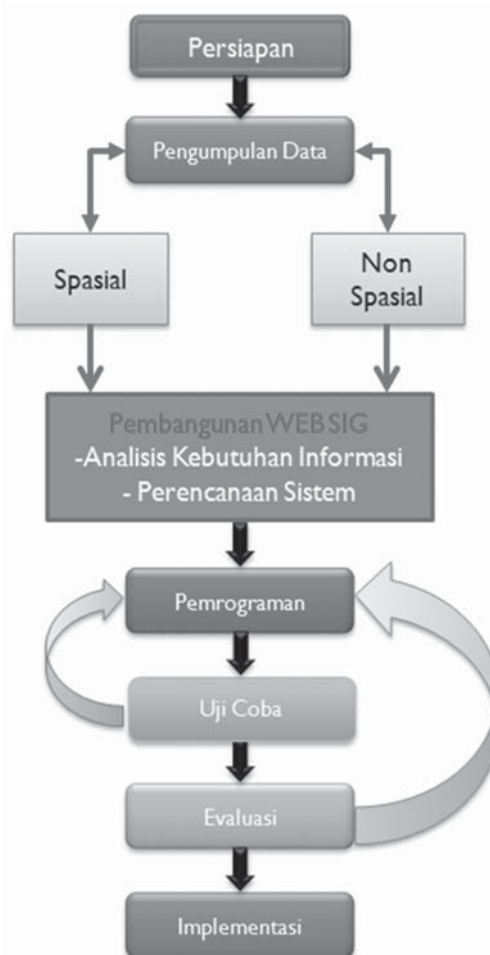 Persiapan
Pengumpulan Data
Spasial
Non
Spasial
Pembangunan WEB SIG
-Analisis Kebutuhan Informasi
- Perencanaan Sistem
Pemrograman
Uji Coba
Evaluasi
Implementasi